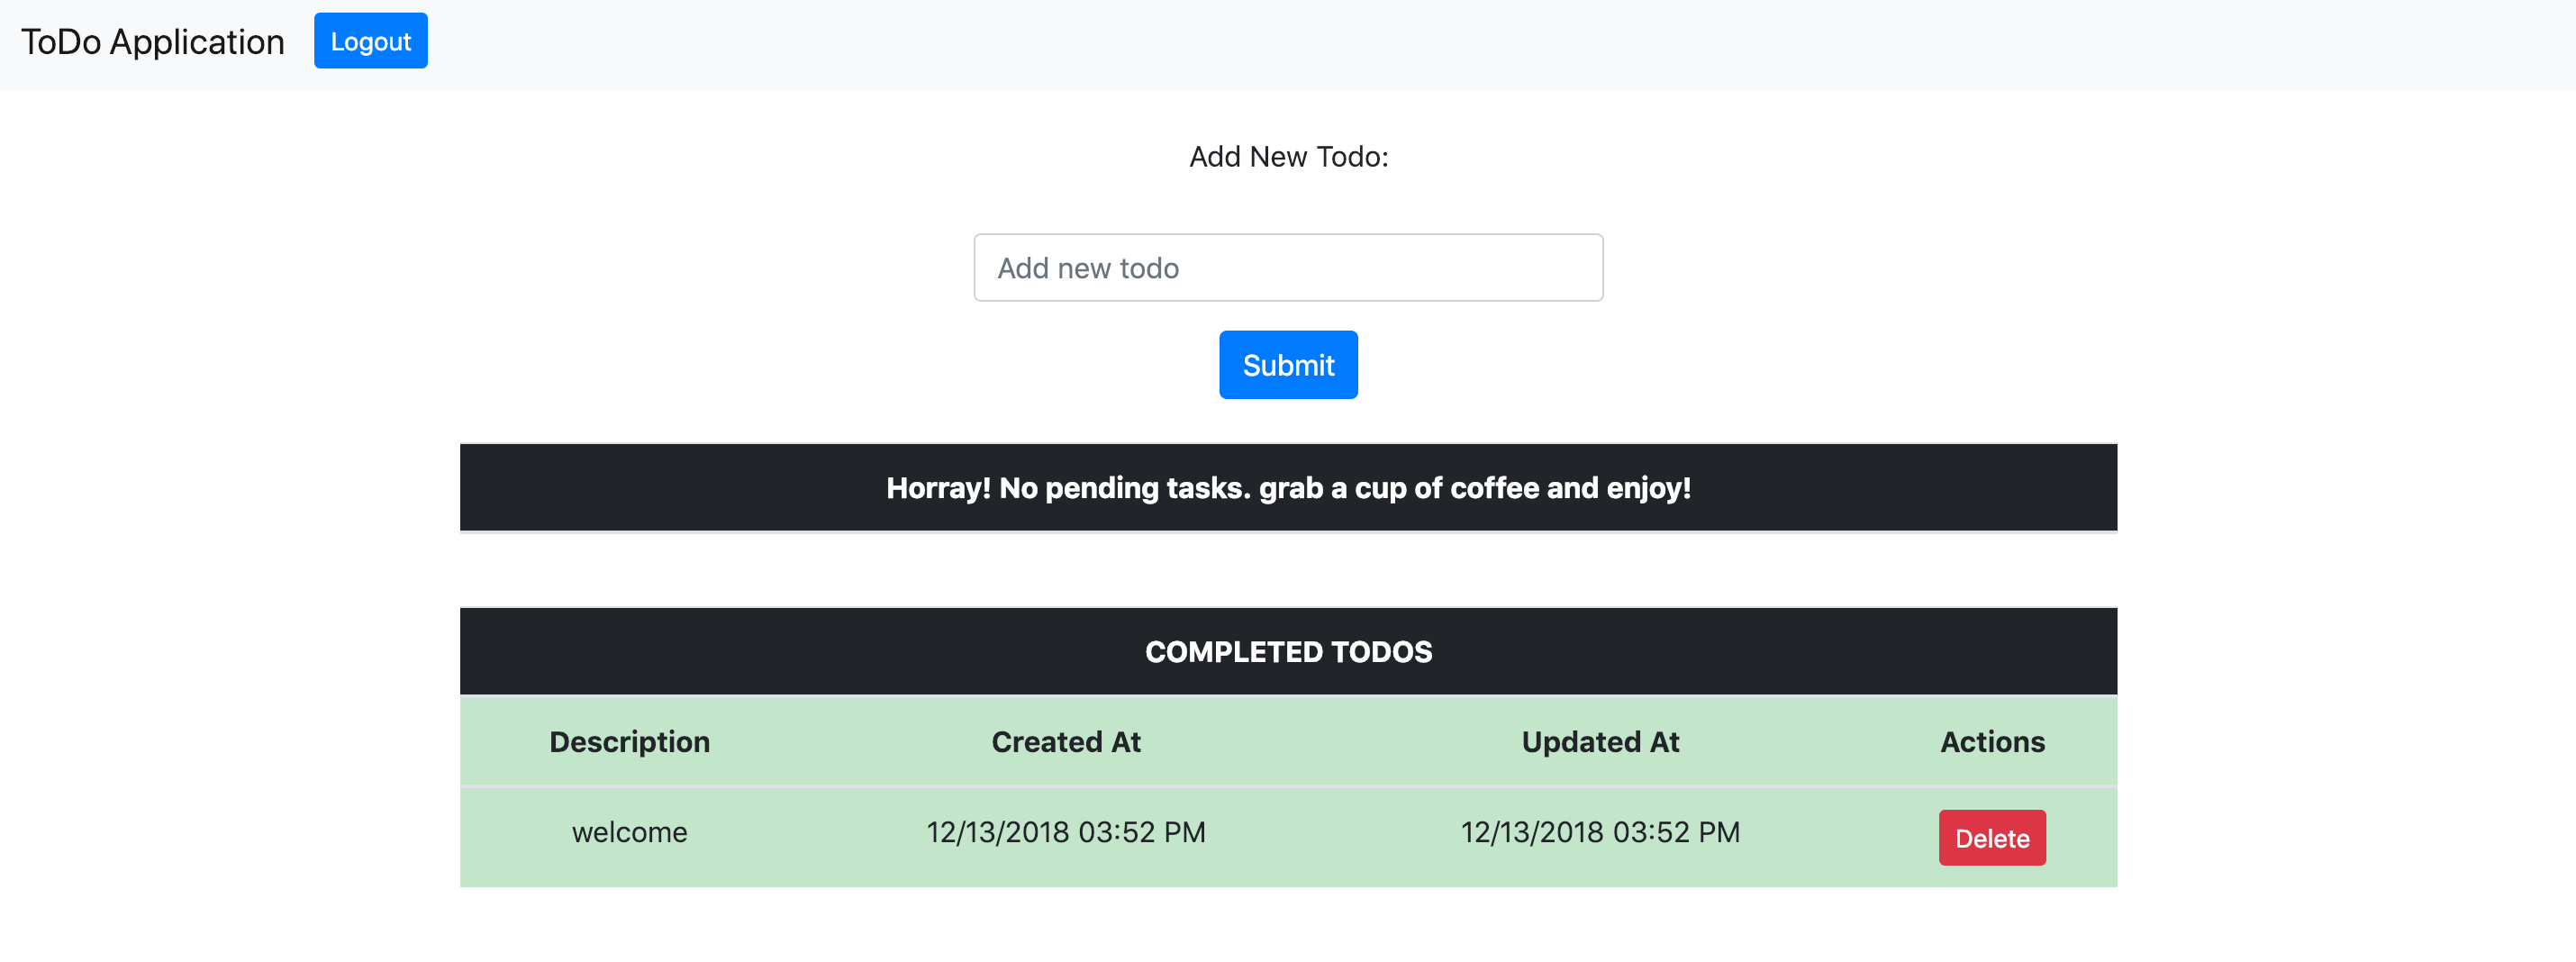 ToDo Application Logout
Add New Todo:
Add new todo
Submit
Horray! No pending tasks. grab a cup of coffee and enjoy!
COMPLETED TODOS
Description Created At Updated At Actions
welcome 12/13/2018 03:52 PM 12/13/2018 03:52 PM Delete